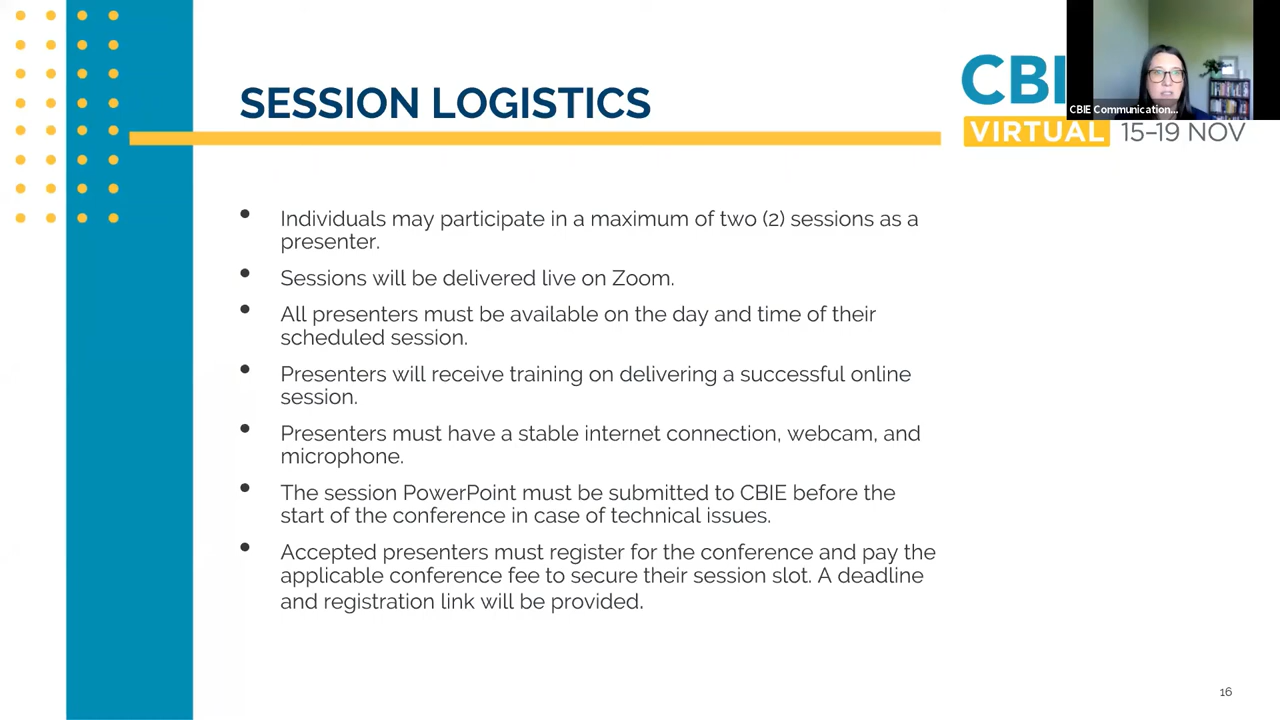 SESSION LOGISTICS
CBI
CBIE Communication...
VIRTUAL 15–19 NOV
• Individuals may participate in a maximum of two (2) sessions as a
presenter.
• Sessions will be delivered live on Zoom.
• All presenters must be available on the day and time of their
scheduled session.
• Presenters will receive training on delivering a successful online
session.
• Presenters must have a stable internet connection, webcam, and
microphone.
• The session PowerPoint must be submitted to CBIE before the
start of the conference in case of technical issues.
• Accepted presenters must register for the conference and pay the
applicable conference fee to secure their session slot. A deadline
and registration link will be provided.
16